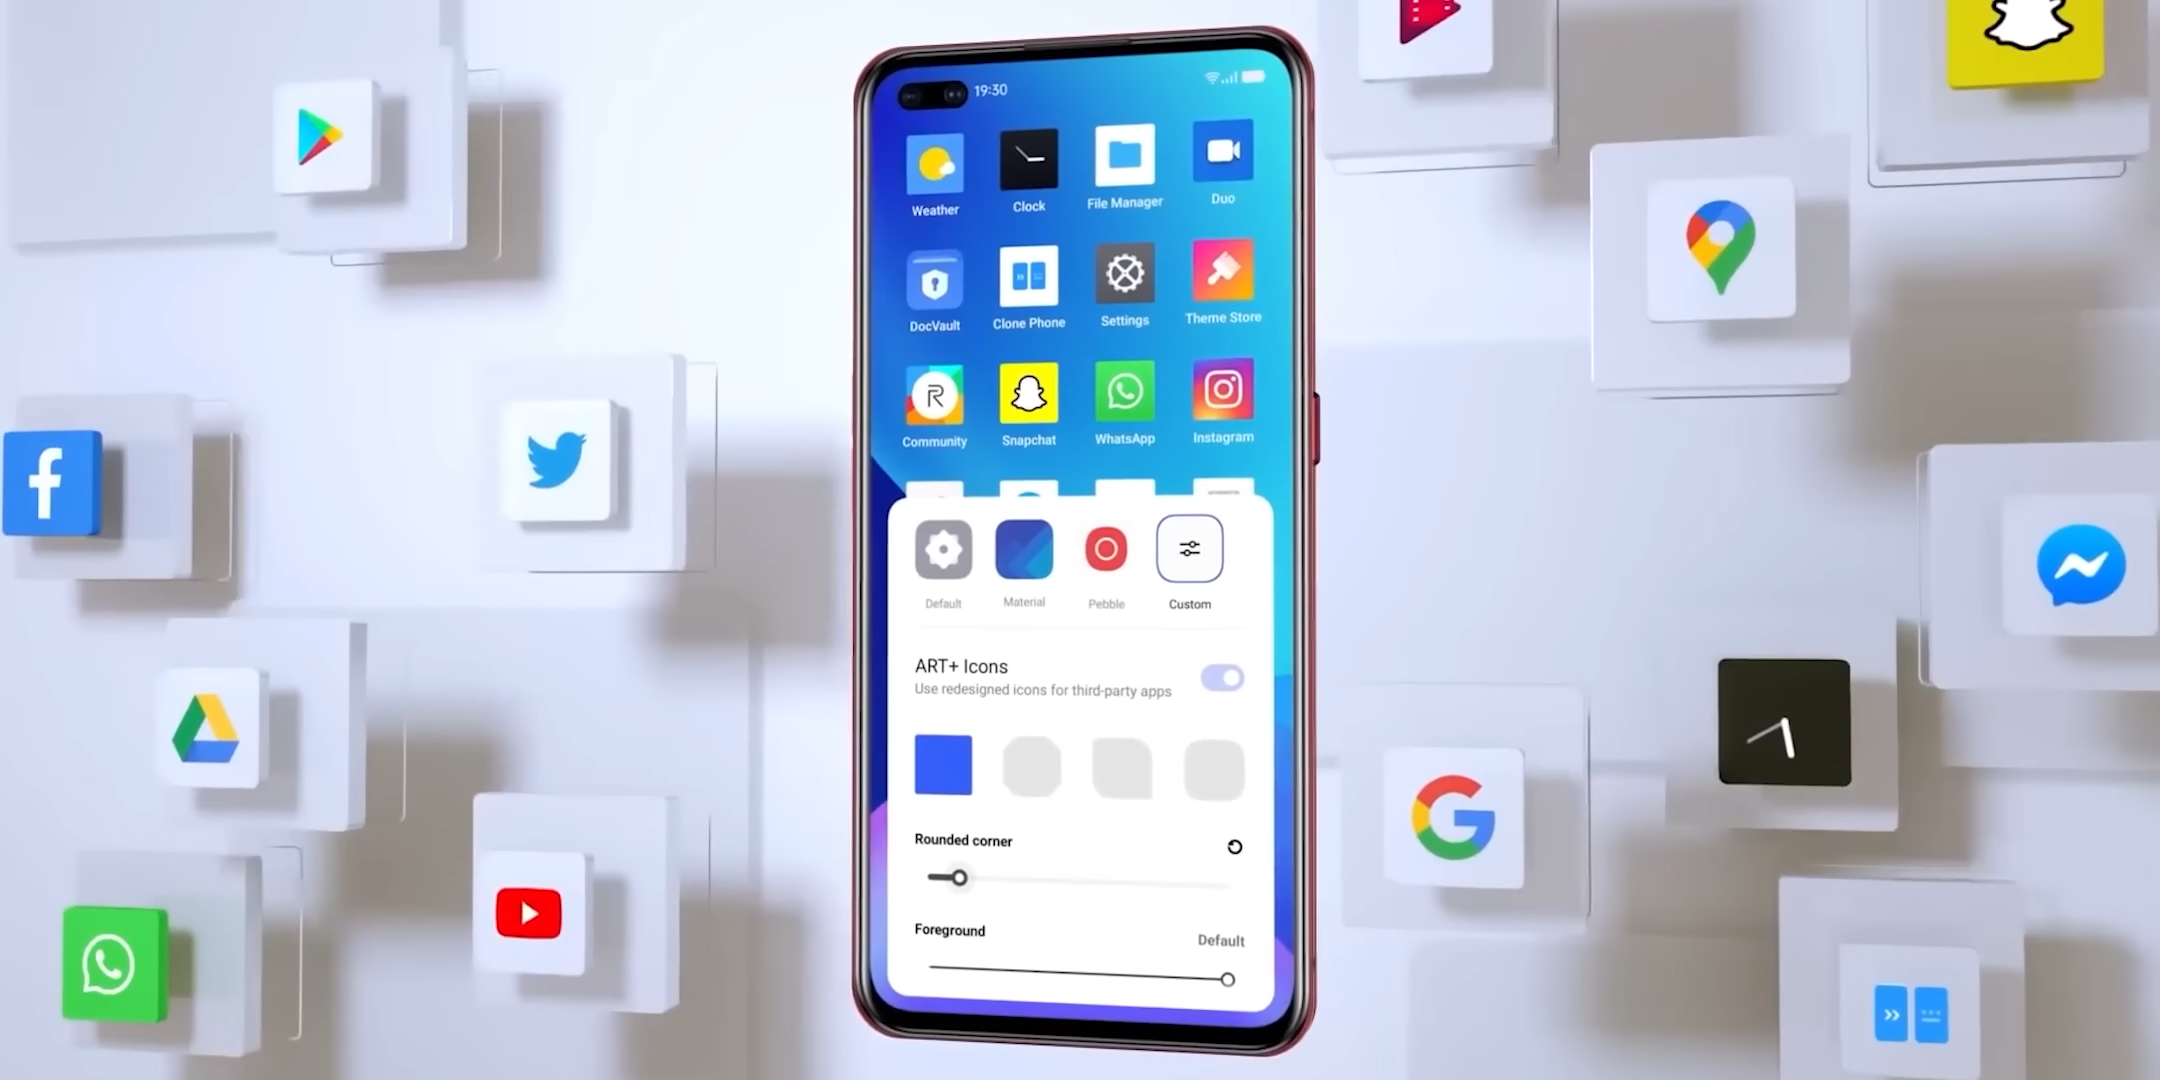 19:30
Weather
Clock
File Manager
Duo
DocVault
Clone Phone
Settings
Theme Store
Community
Snapchat
WhatsApp
Instagram
Default
Material
Pebble
Custom
ART+ Icons
Use redesigned icons for third-party apps
Rounded corner
Foreground
Default